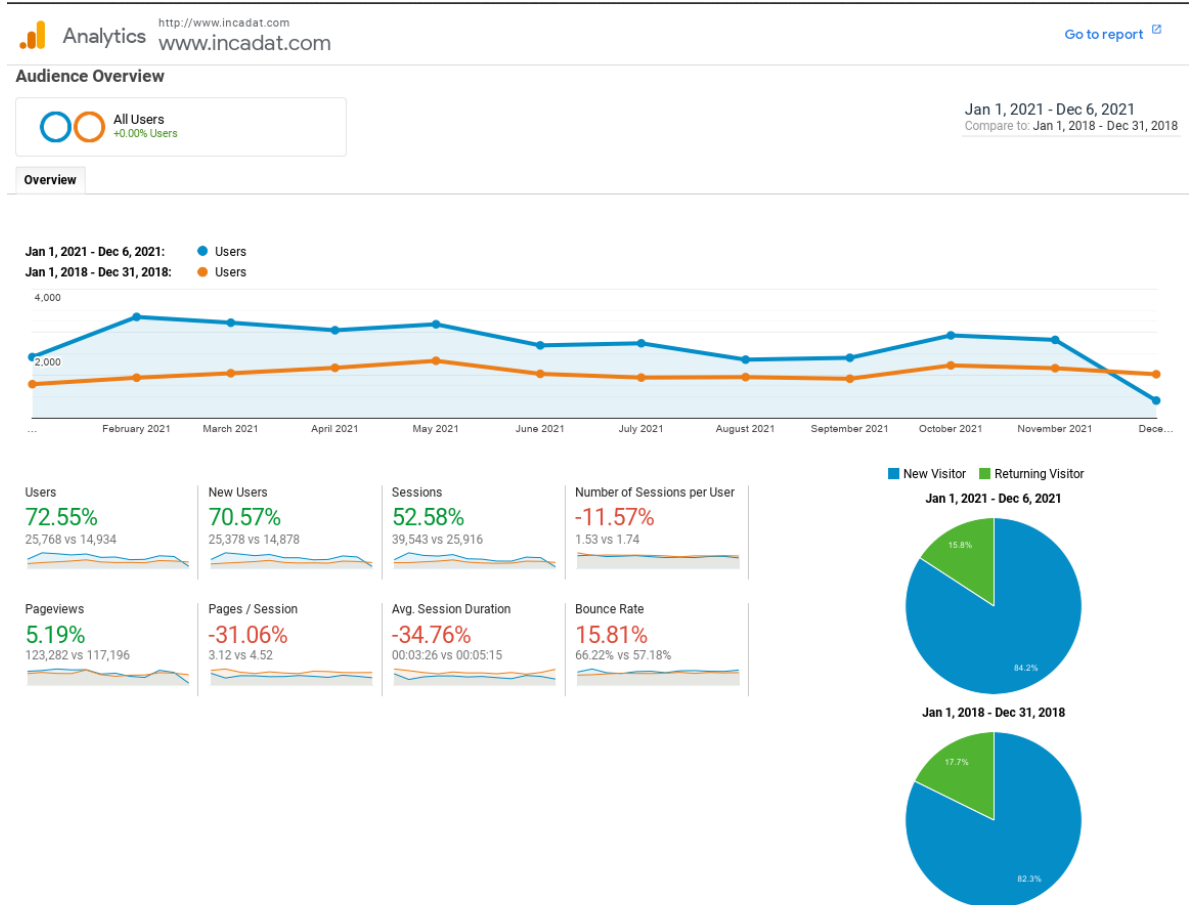 http://www.incadat.com
Analytics www.incadat.com
Go to report
Audience Overview
All Users
+0.00% Users
Jan 1, 2021 - Dec 6, 2021
Compare to: Jan 1, 2018 - Dec 31, 2018
Overview
Jan 1, 2021 - Dec 6, 2021: Users
Jan 1, 2018 - Dec 31, 2018: Users
4,000
2,000
... February 2021 March 2021 April 2021 May 2021 June 2021 July 2021 August 2021 September 2021 October 2021 November 2021 Dece...
New Visitor Returning Visitor
Jan 1, 2021 - Dec 6, 2021
15.8%
84.2%
Jan 1, 2018 - Dec 31, 2018
17.7%
82.3%
Users
72.55%
25,768 vs 14,934
New Users
70.57%
25,378 vs 14,878
Sessions
52.58%
39,543 vs 25,916
Number of Sessions per User
-11.57%
1.53 vs 1.74
Pageviews
5.19%
123,282 vs 117,196
Pages / Session
-31.06%
3.12 vs 4.52
Avg. Session Duration
-34.76%
00:03:26 vs 00:05:15
Bounce Rate
15.81%
66.22% vs 57.18%